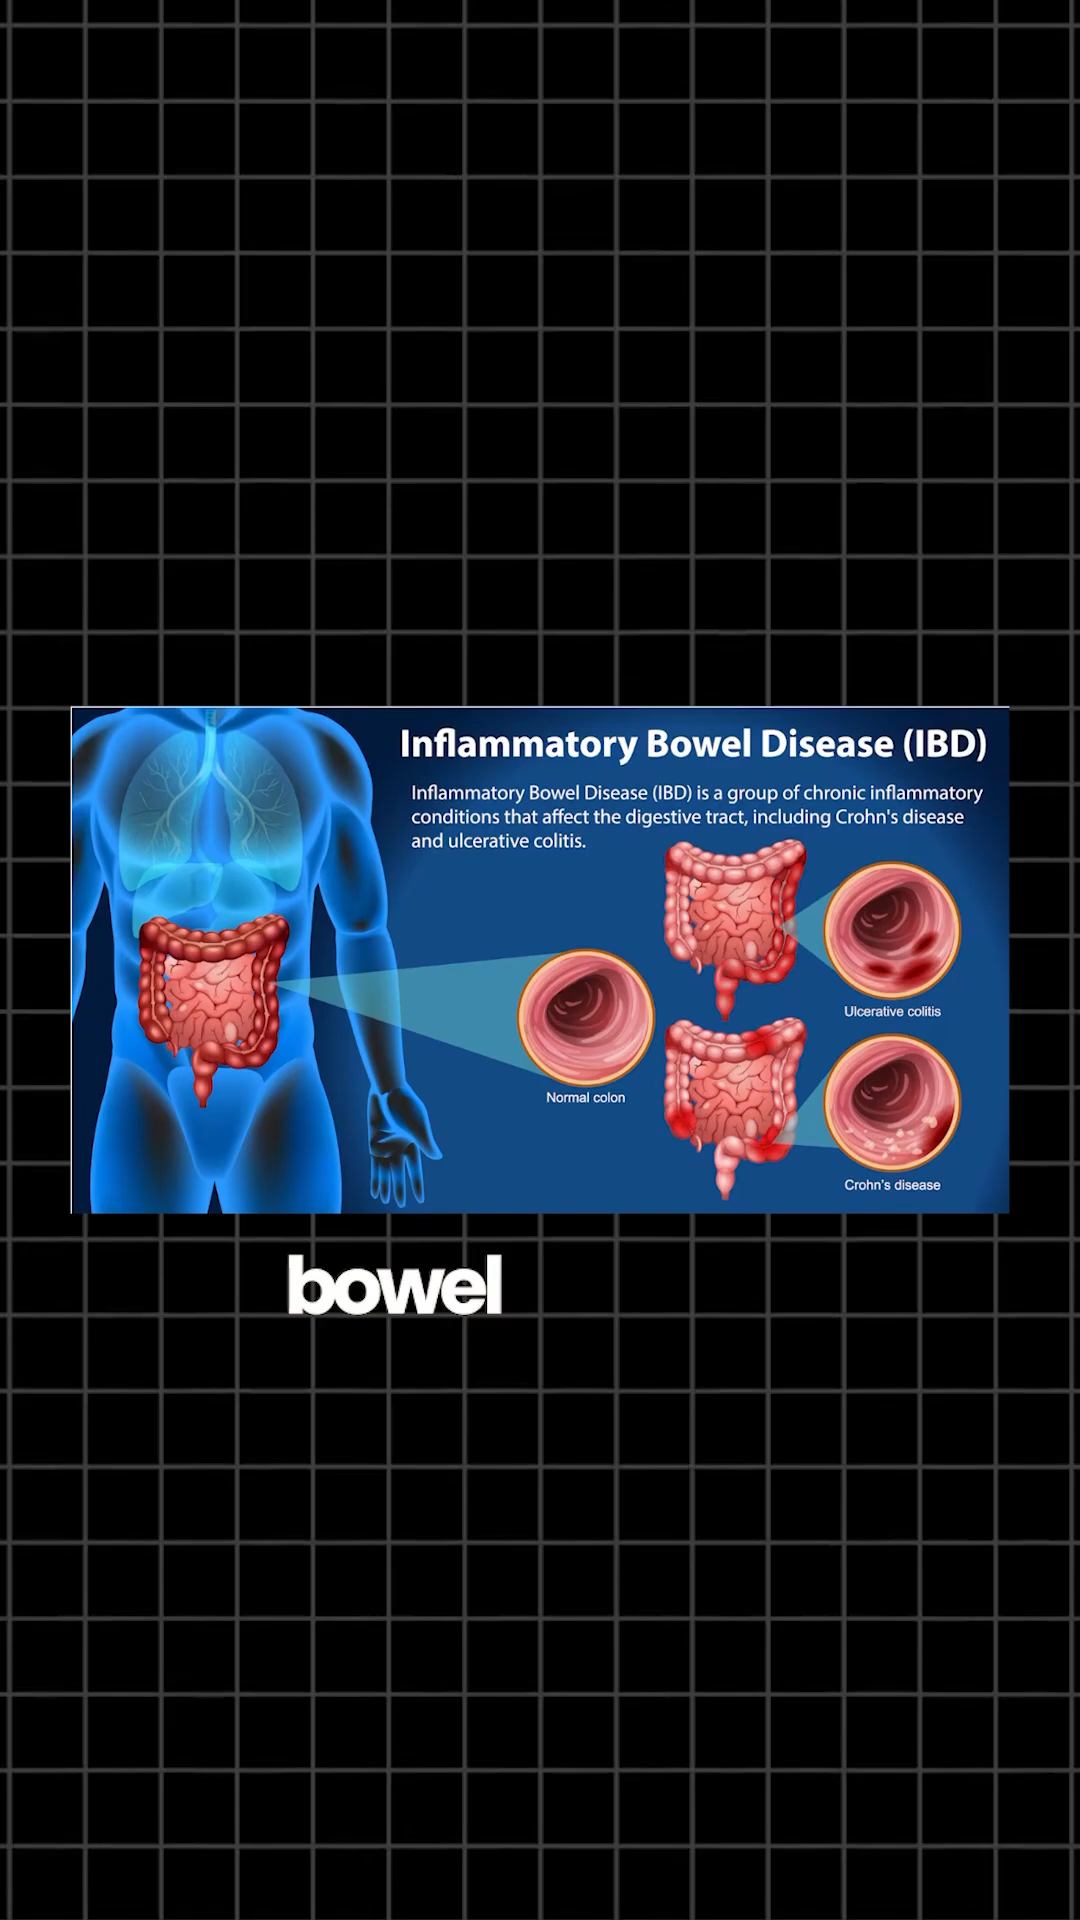 Inflammatory Bowel Disease (IBD)
Inflammatory Bowel Disease (IBD) is a group of chronic inflammatory
conditions that affect the digestive tract, including Crohn's disease
and ulcerative colitis.
Ulcerative colitis
Normal colon
Crohn's disease
bowel